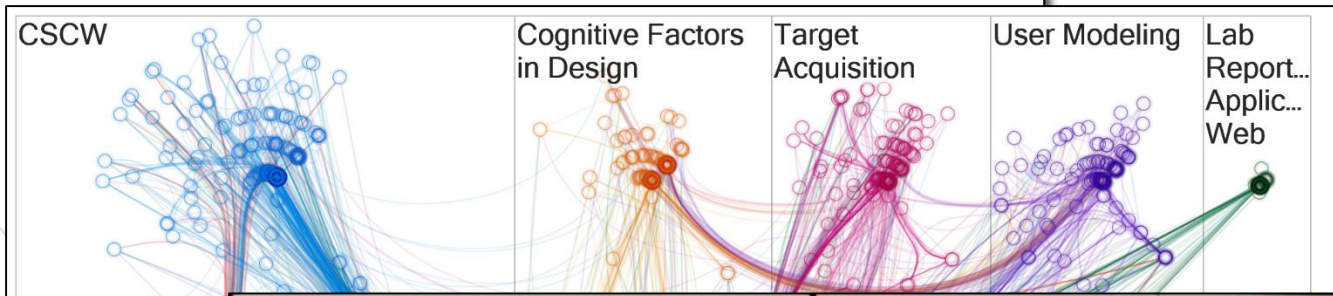 CSCW
Cognitive Factors
in Design
Target
Acquisition
User Modeling
Lab
Report...
Applic...
Web